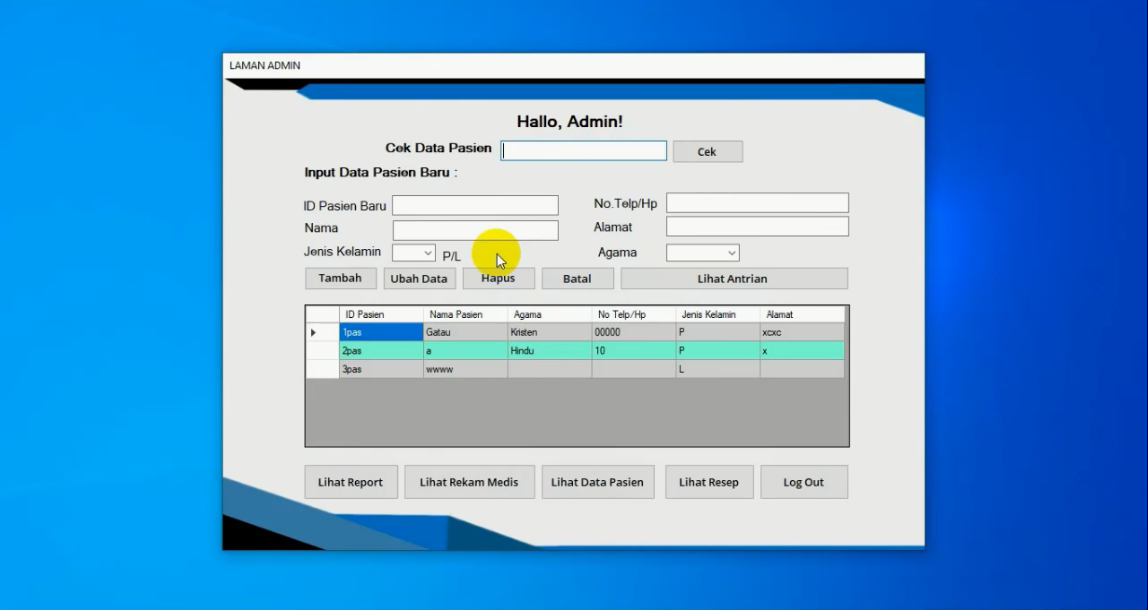 LAMAN ADMIN
Hallo, Admin!
Cek Data Pasien Cek
Input Data Pasien Baru :
ID Pasien Baru No.Telp/Hp
Nama Alamat
Jenis Kelamin P/L Agama
Tambah Ubah Data Hapus Batal Lihat Antrian
ID Pasien Nama Pasien Agama No Telp/Hp Jenis Kelamin Alamat
1pas Gatau Kristen 00000 P xcxc
2pas a Hindu 10 P x
3pas wwww L
Lihat Report Lihat Rekam Medis Lihat Data Pasien Lihat Resep Log Out